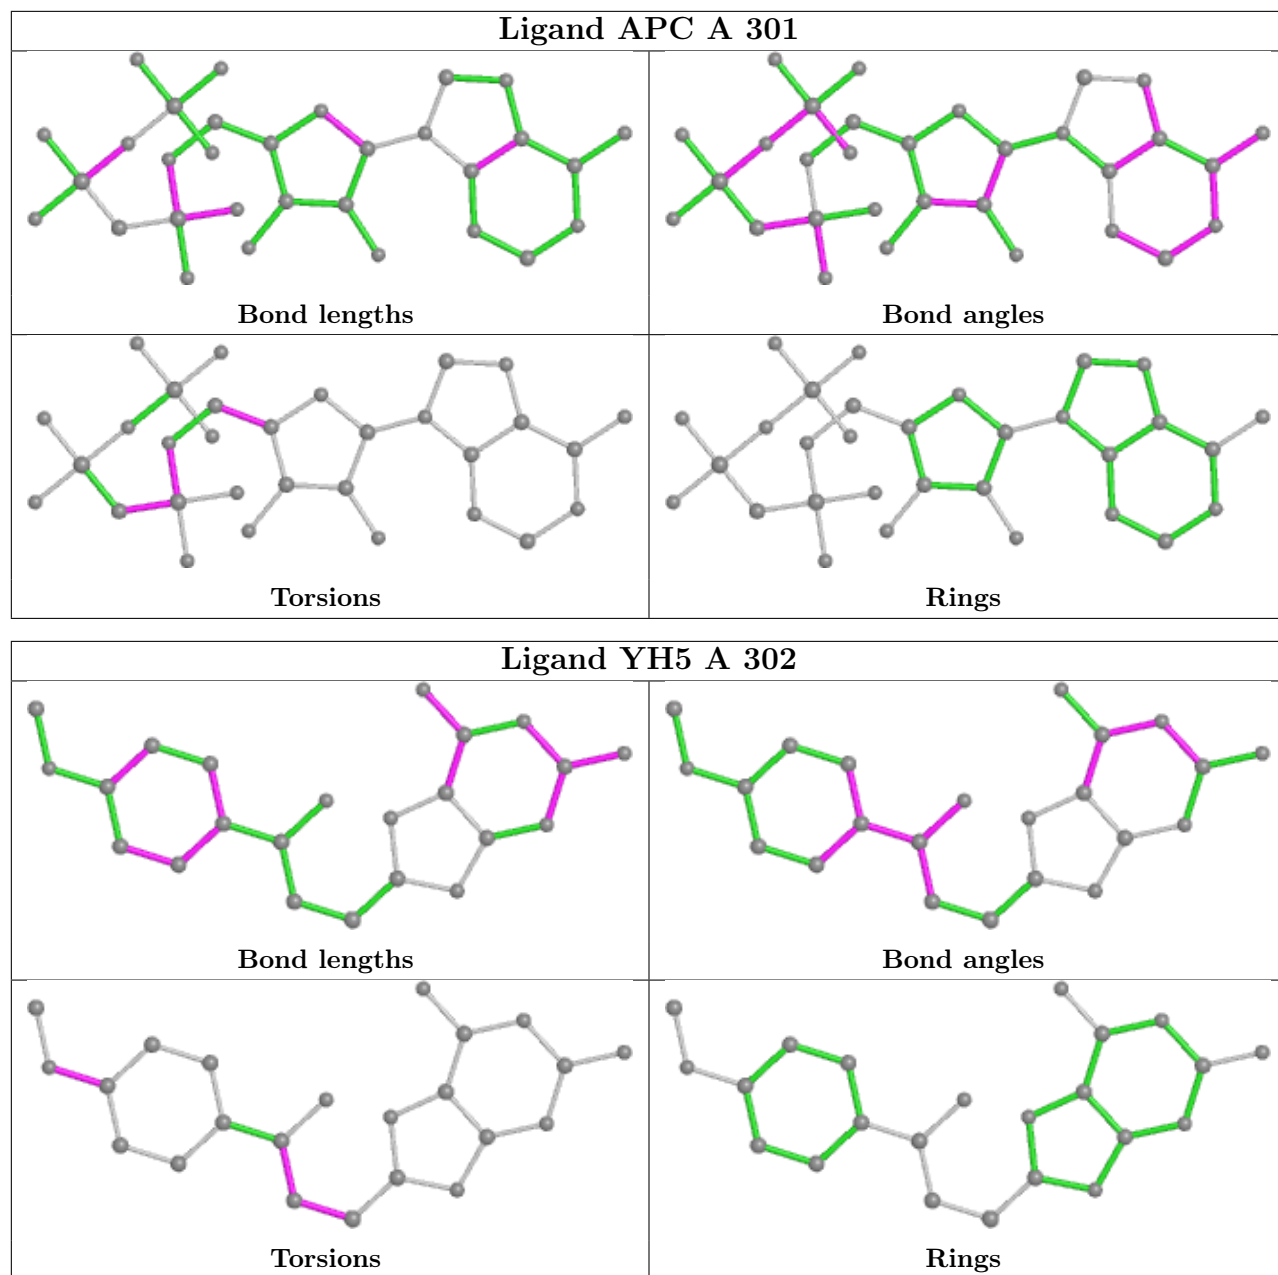 Ligand APC A 301
Bond lengths
Bond angles
Torsions
Rings
Ligand YH5 A 302
Bond lengths
Bond angles
Torsions
Rings